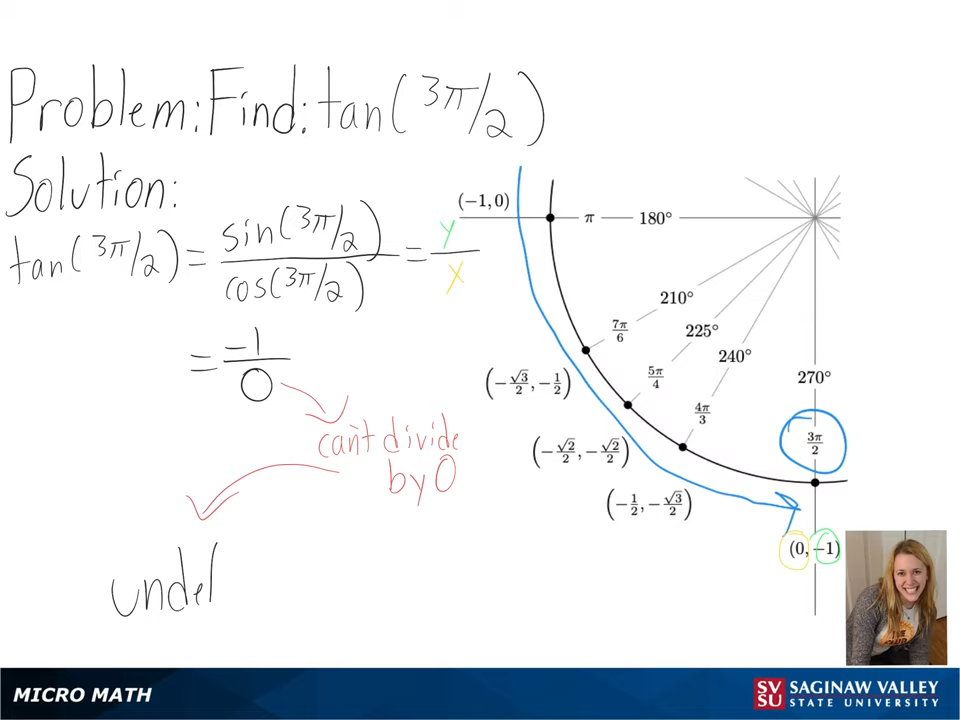 Problem: Find: tan(3π/2)
Solution:
tan(3π/2) = sin(3π/2)/cos(3π/2) = y/x
= -1/0
can't divide
by 0
undef
(−1, 0)
π
180°
210°
7π/6
225°
5π/4
240°
4π/3
270°
3π/2
(−√3/2, −1/2)
(−√2/2, −√2/2)
(−1/2, −√3/2)
(0, −1)
MICRO MATH
SV
SU
SAGINAW VALLEY
STATE UNIVERSITY